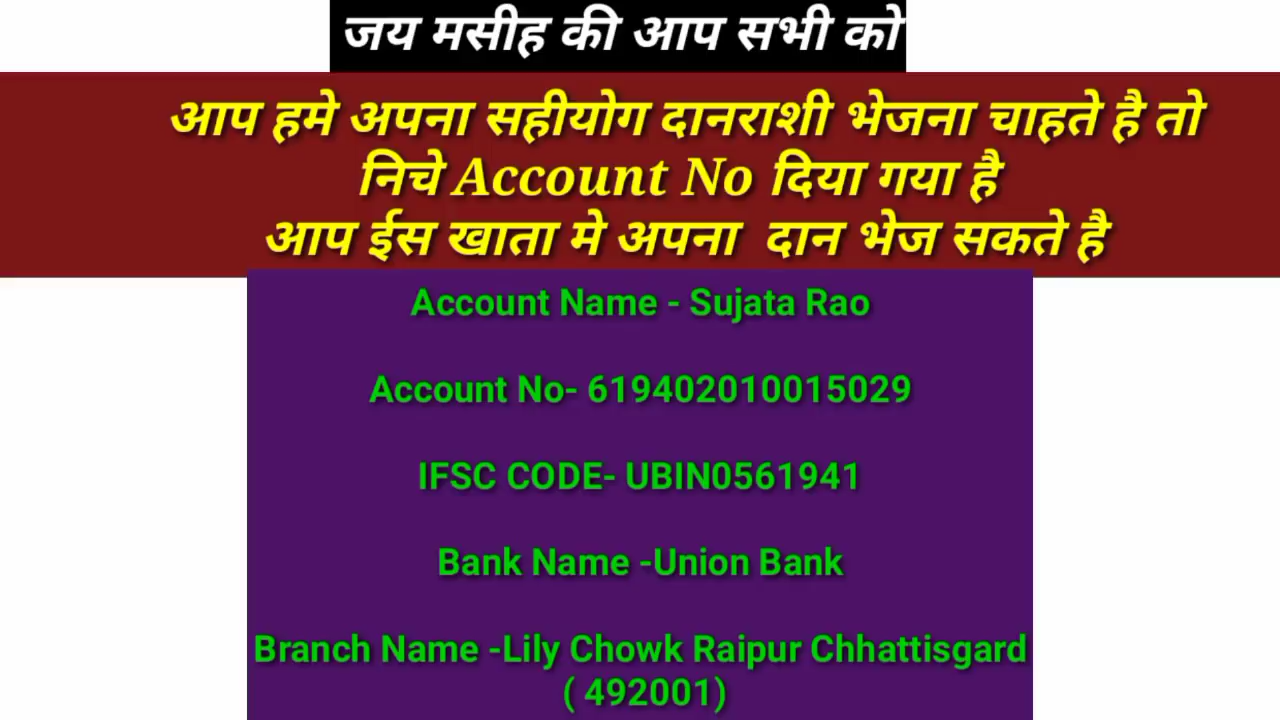 जय मसीह की आप सभी को
आप हमे अपना सहीयोग दानराशी भेजना चाहते है तो
निचे Account No दिया गया है
आप ईस खाता मे अपना दान भेज सकते है
Account Name - Sujata Rao
Account No- 619402010015029
IFSC CODE- UBIN0561941
Bank Name -Union Bank
Branch Name -Lily Chowk Raipur Chhattisgard
( 492001)